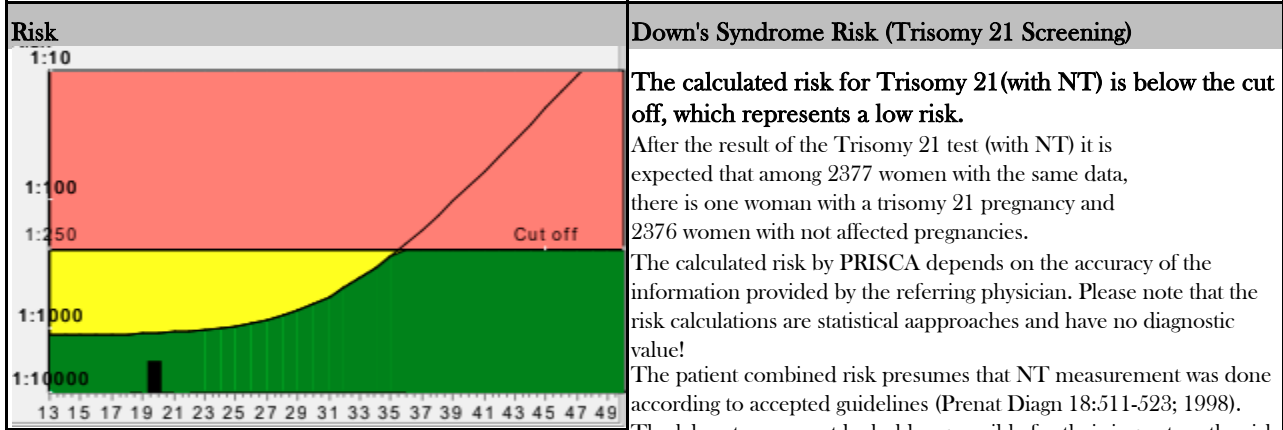 Risk
1:10
1:100
1:250
Cut off
1:1000
1:10000
13 15 17 19 21 23 25 27 29 31 33 35 37 39 41 43 45 47 49
Down's Syndrome Risk (Trisomy 21 Screening)
The calculated risk for Trisomy 21(with NT) is below the cut
off, which represents a low risk.
After the result of the Trisomy 21 test (with NT) it is
expected that among 2377 women with the same data,
there is one woman with a trisomy 21 pregnancy and
2376 women with not affected pregnancies.
The calculated risk by PRISCA depends on the accuracy of the
information provided by the referring physician. Please note that the
risk calculations are statistical aapproaches and have no diagnostic
value!
The patient combined risk presumes that NT measurement was done
according to accepted guidelines (Prenat Diagn 18:511-523; 1998).